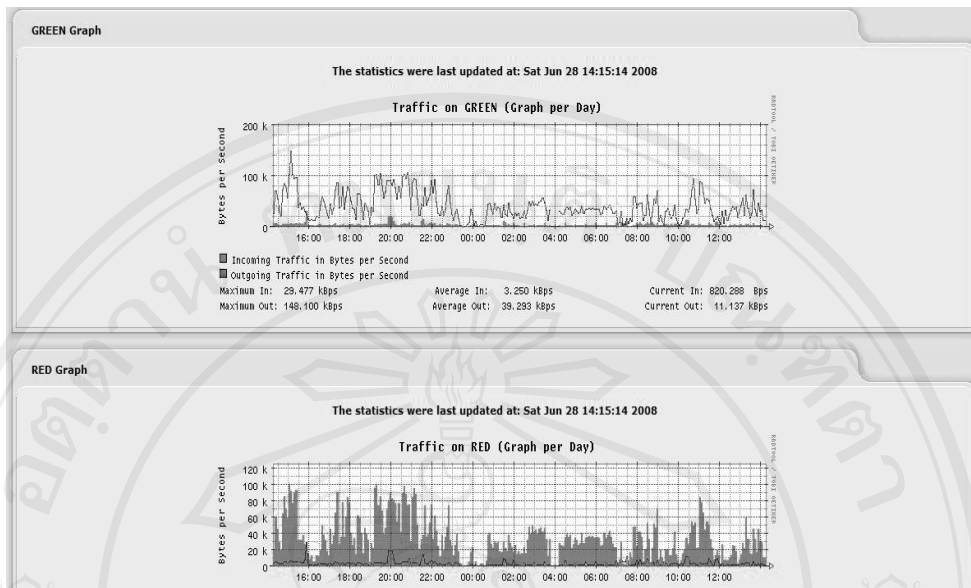 GREEN Graph
The statistics were last updated at: Sat Jun 28 14:15:14 2008
Traffic on GREEN (Graph per Day)
RRDTOOL / TOBI OETIKER
Bytes per Second
200 k
100 k
0
16:00 18:00 20:00 22:00 00:00 02:00 04:00 06:00 08:00 10:00 12:00
Incoming Traffic in Bytes per Second
Outgoing Traffic in Bytes per Second
Maximum In: 29.477 kBps Average In: 3.250 kBps Current In: 820.288 Bps
Maximum Out: 148.100 kBps Average Out: 39.293 kBps Current Out: 11.137 kBps
RED Graph
The statistics were last updated at: Sat Jun 28 14:15:14 2008
Traffic on RED (Graph per Day)
RRDTOOL / TOBI OETIKER
Bytes per Second
120 k
100 k
80 k
60 k
40 k
20 k
0
16:00 18:00 20:00 22:00 00:00 02:00 04:00 06:00 08:00 10:00 12:00